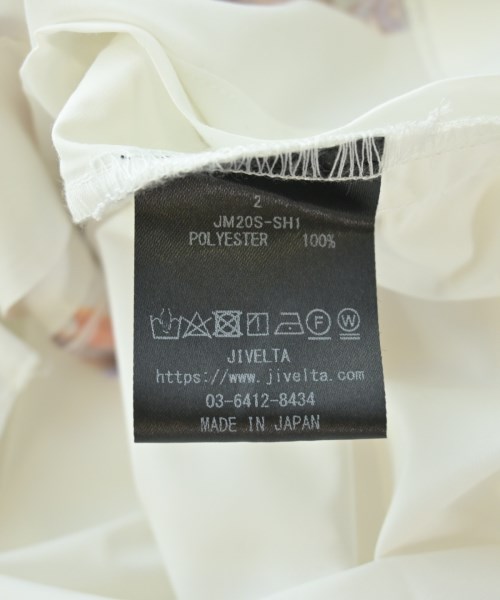 2
JM20S-SH1
POLYESTER 100%
F W
JIVELTA
https://www.jivelta.com
03-6412-8434
MADE IN JAPAN